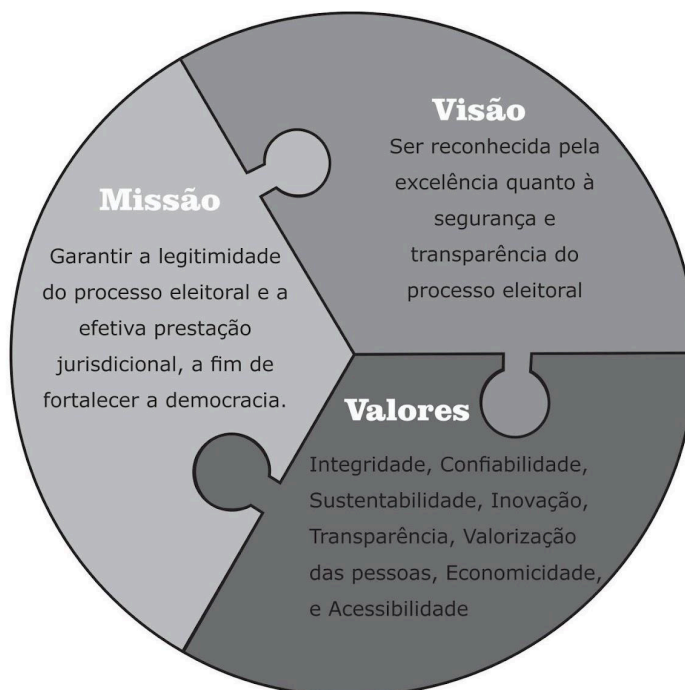 Missão
Garantir a legitimidade
do processo eleitoral e a
efetiva prestação
jurisdicional, a fim de
fortalecer a democracia.
Visão
Ser reconhecida pela
excelência quanto à
segurança e
transparência do
processo eleitoral
Valores
Integridade, Confiabilidade,
Sustentabilidade, Inovação,
Transparência, Valorização
das pessoas, Economicidade,
e Acessibilidade